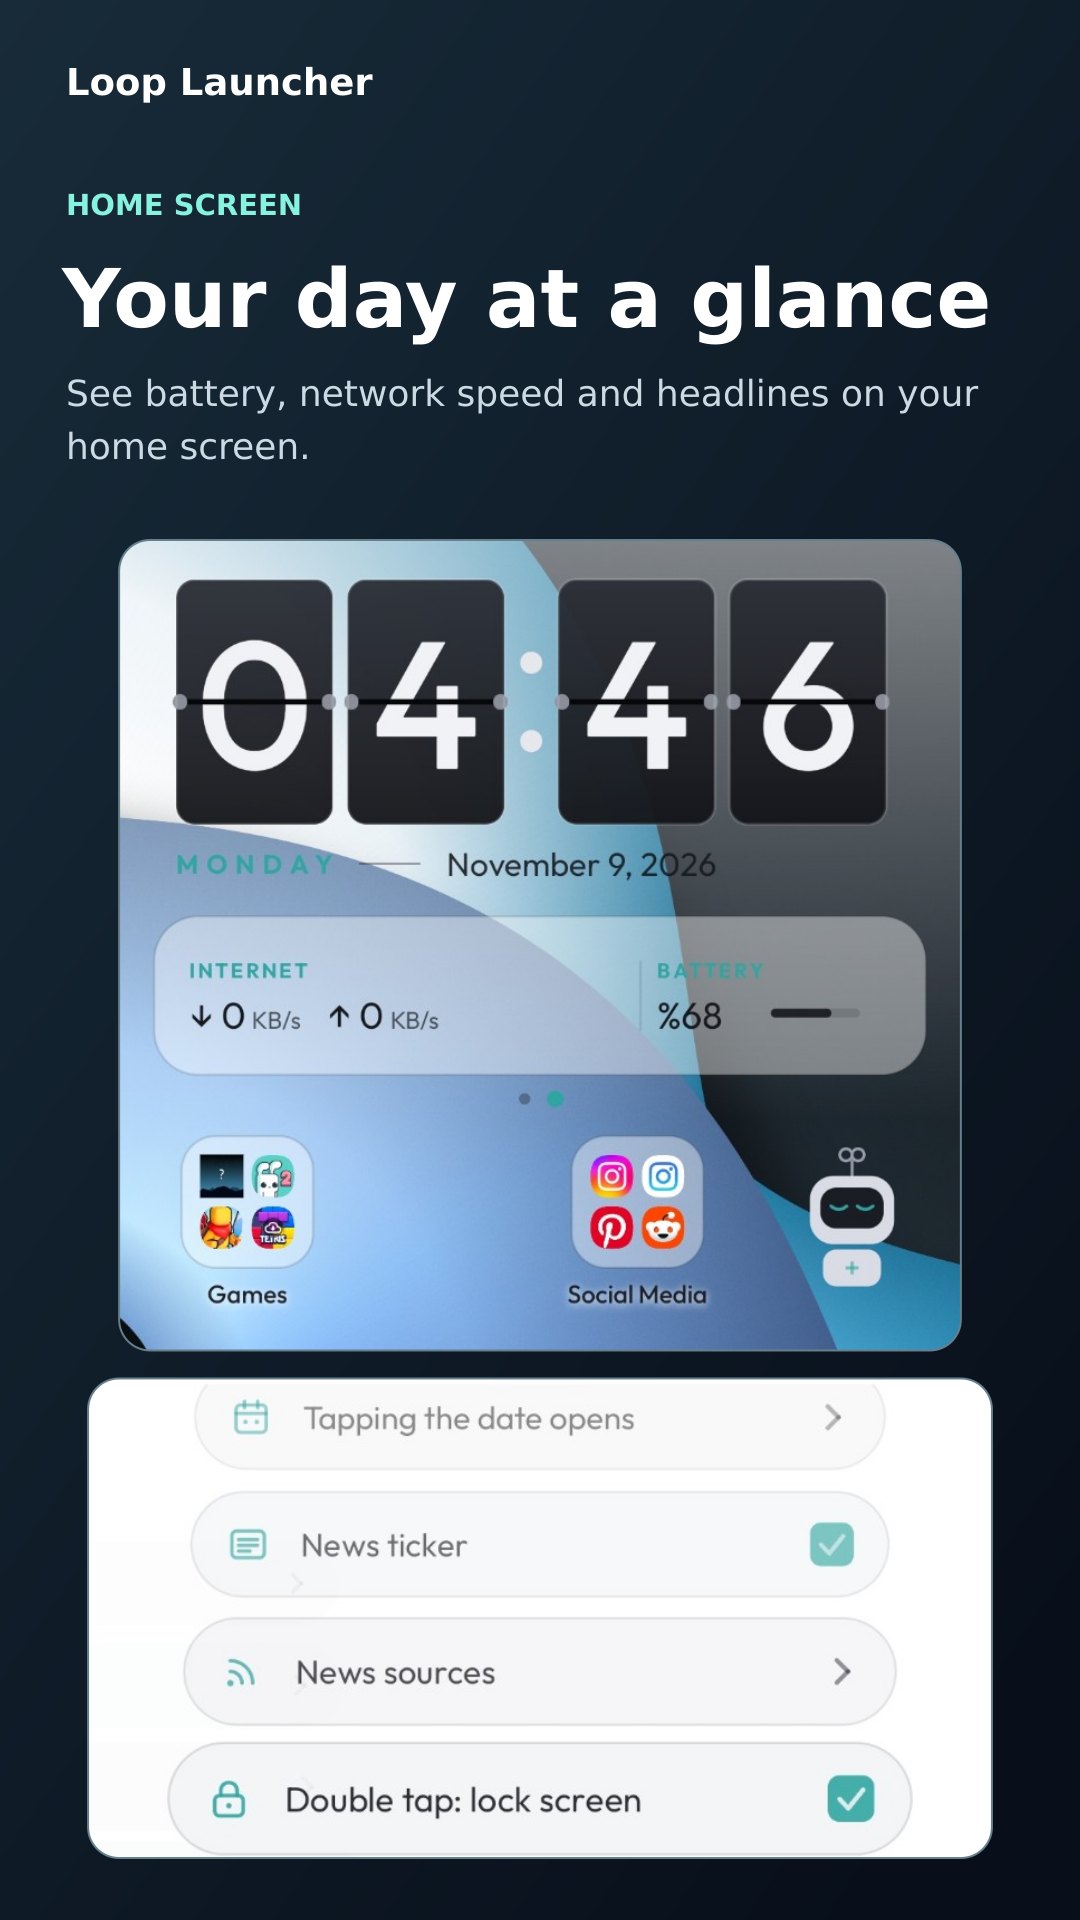 Loop Launcher
HOME SCREEN
Your day at a glance
See battery, network speed and headlines on your
home screen.
04:46
MONDAY November 9, 2026
INTERNET BATTERY
↓ 0 KB/s ↑ 0 KB/s %68
?
2
TETRIS
+
Games Social Media
Tapping the date opens
News ticker
News sources
Double tap: lock screen